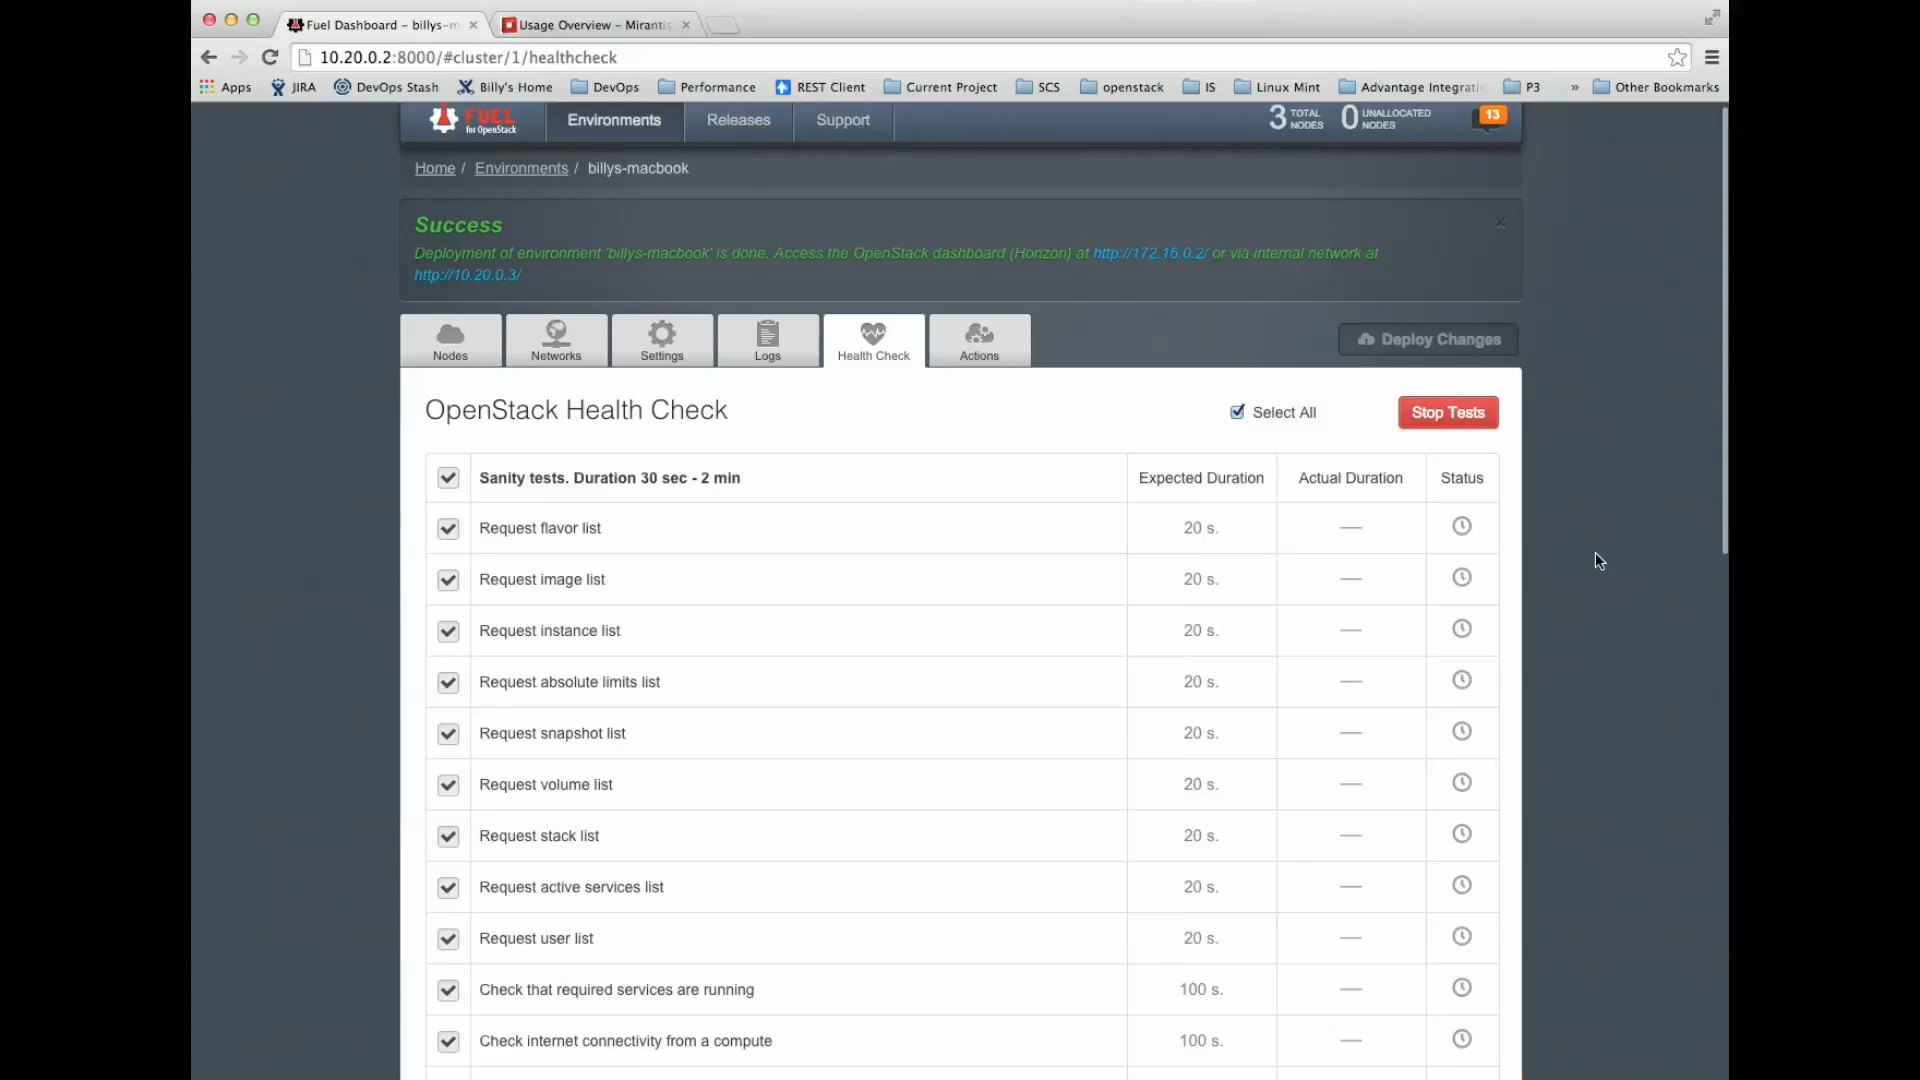 Fuel Dashboard – billys-m
Usage Overview – Mirantis
10.20.0.2:8000/#cluster/1/healthcheck
Apps JIRA DevOps Stash Billy's Home DevOps Performance REST Client Current Project SCS openstack IS Linux Mint Advantage Integrati P3 » Other Bookmarks
FUEL
for OpenStack
Environments Releases Support
3 TOTAL NODES 0 UNALLOCATED NODES 13
Home / Environments / billys-macbook
Success
Deployment of environment 'billys-macbook' is done. Access the OpenStack dashboard (Horizon) at http://172.16.0.2/ or via internal network at
http://10.20.0.3/
Nodes Networks Settings Logs Health Check Actions Deploy Changes
OpenStack Health Check Select All Stop Tests
Sanity tests. Duration 30 sec - 2 min Expected Duration Actual Duration Status
Request flavor list 20 s. —
Request image list 20 s. —
Request instance list 20 s. —
Request absolute limits list 20 s. —
Request snapshot list 20 s. —
Request volume list 20 s. —
Request stack list 20 s. —
Request active services list 20 s. —
Request user list 20 s. —
Check that required services are running 100 s. —
Check internet connectivity from a compute 100 s. —